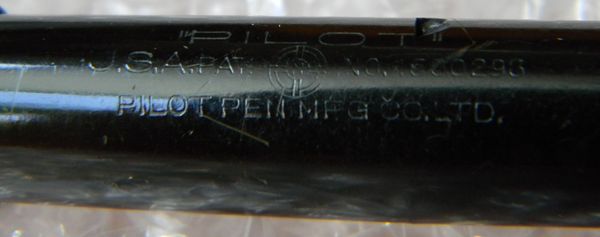 "PILOT"
U.S.A. PAT. NO.
PILOT PEN MFG CO. LTD.